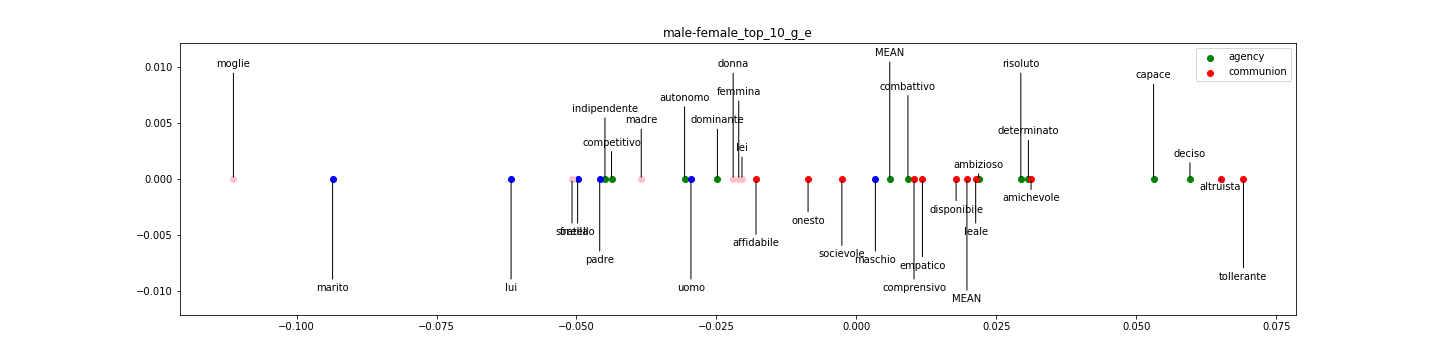 male-female_top_10_g_e
agency
communion
MEAN
moglie
donna
risoluto
capace
femmina
combattivo
autonomo
indipendente
madre
dominante
determinato
competitivo
lei
deciso
ambizioso
altruista
amichevole
onesto
disponibile
sorella
fratello
leale
affidabile
socievole
padre
maschio
empatico
tollerante
marito
lui
uomo
comprensivo
MEAN
0.010
0.005
0.000
−0.005
−0.010
−0.100
−0.075
−0.050
−0.025
0.000
0.025
0.050
0.075